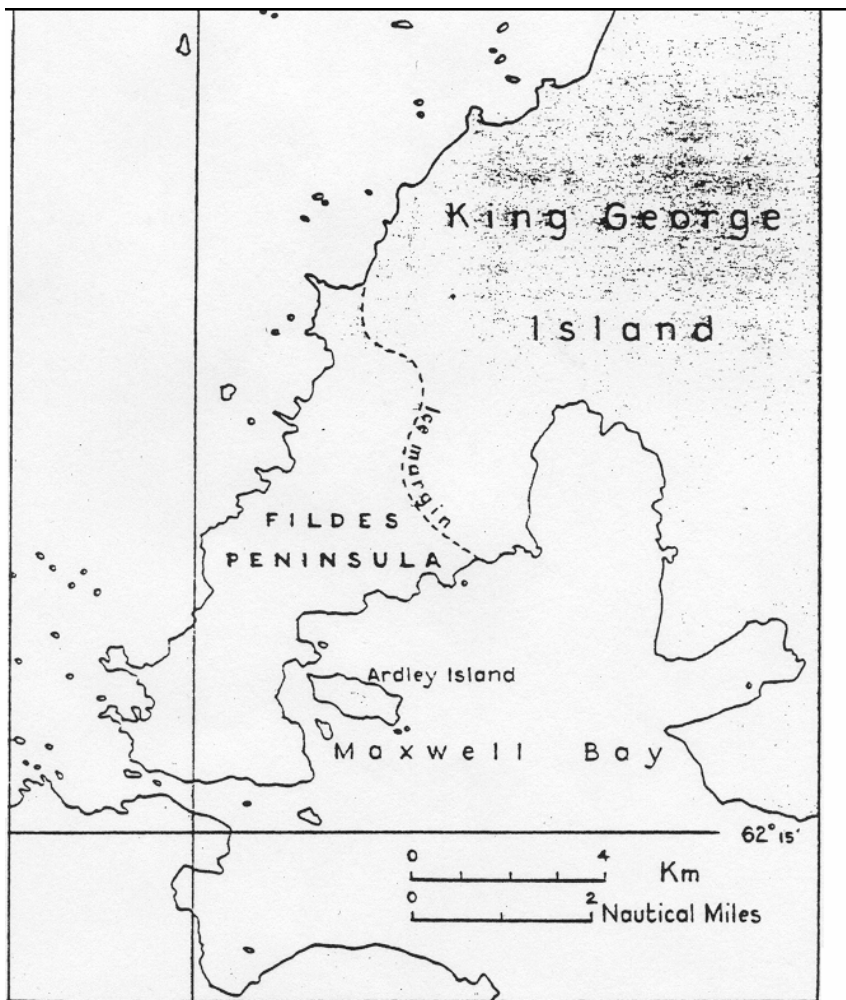 King George
Island
Ice margin
FILDES
PENINSULA
Ardley Island
Maxwell Bay
62° 15'
0 4
Km
0 2
Nautical Miles